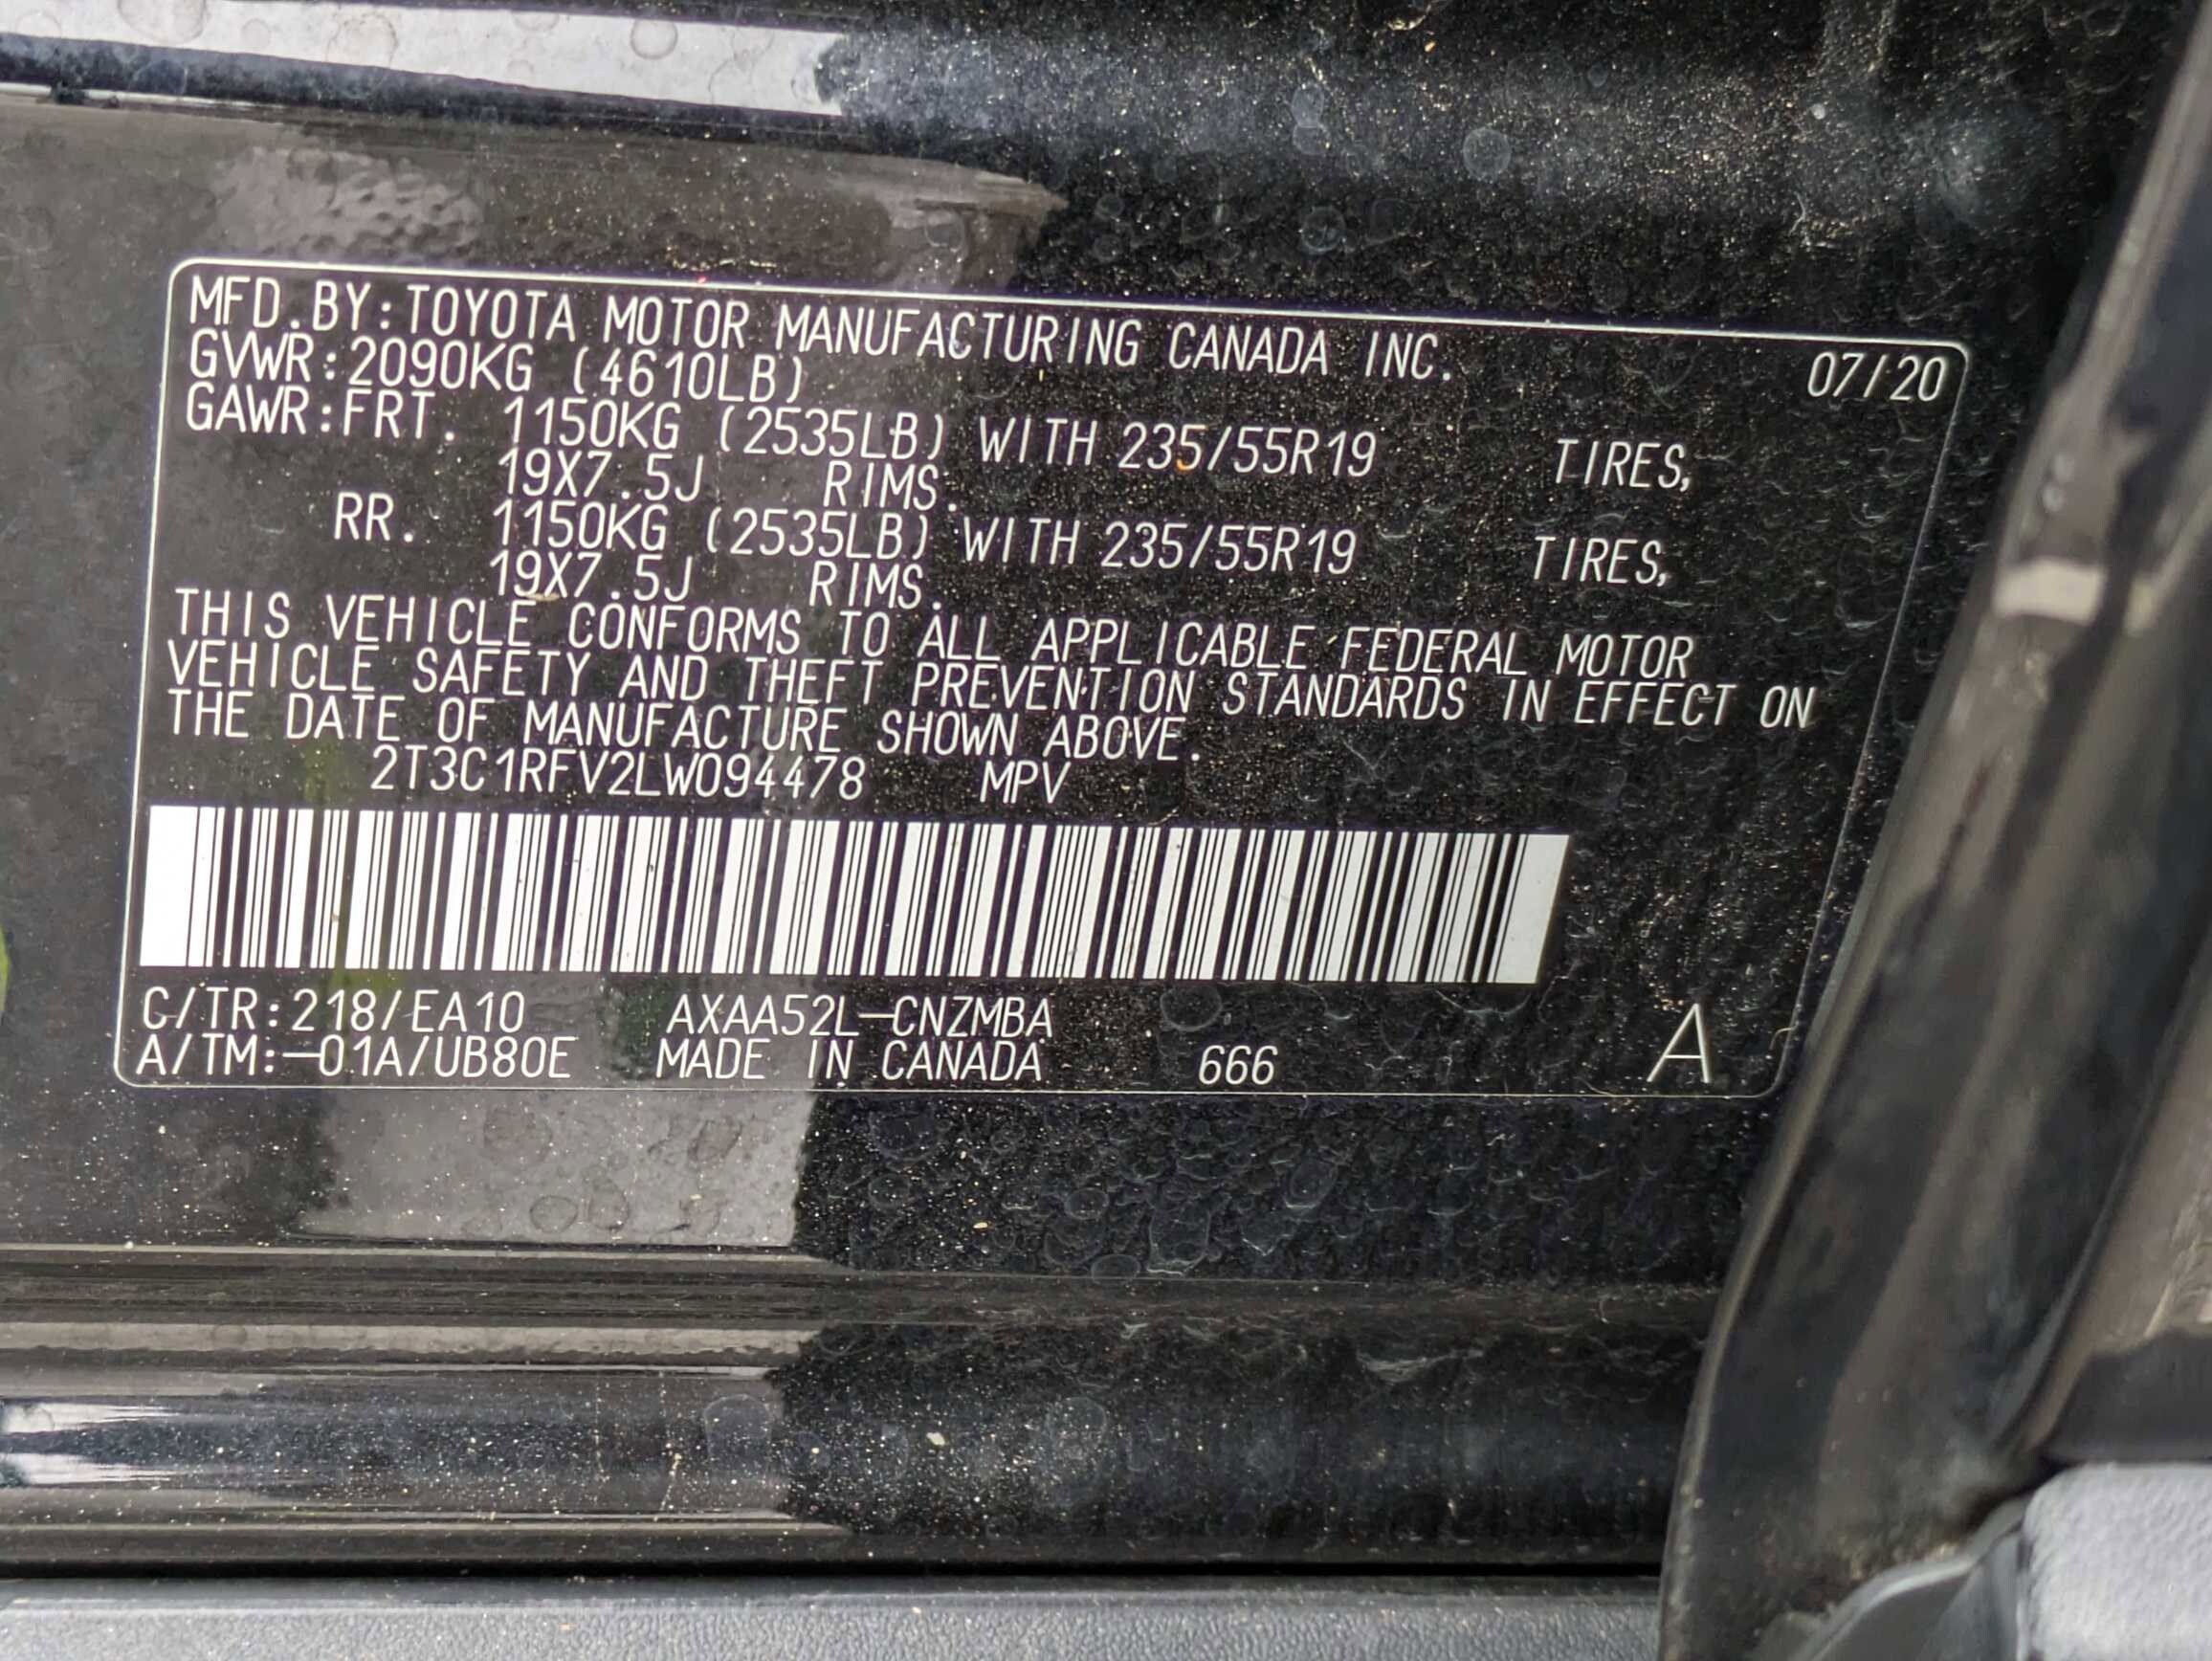 MFD.BY:TOYOTA MOTOR MANUFACTURING CANADA INC. 07/20
GVWR:2090KG (4610LB)
GAWR:FRT. 1150KG (2535LB) WITH 235/55R19 TIRES,
19X7.5J RIMS.
RR. 1150KG (2535LB) WITH 235/55R19 TIRES,
19X7.5J RIMS.
THIS VEHICLE CONFORMS TO ALL APPLICABLE FEDERAL MOTOR
VEHICLE SAFETY AND THEFT PREVENTION STANDARDS IN EFFECT ON
THE DATE OF MANUFACTURE SHOWN ABOVE.
2T3C1RFV2LW094478 MPV
C/TR:218/EA10 AXAA52L-CNZMBA
A/TM:-01A/UB80E MADE IN CANADA 666 A